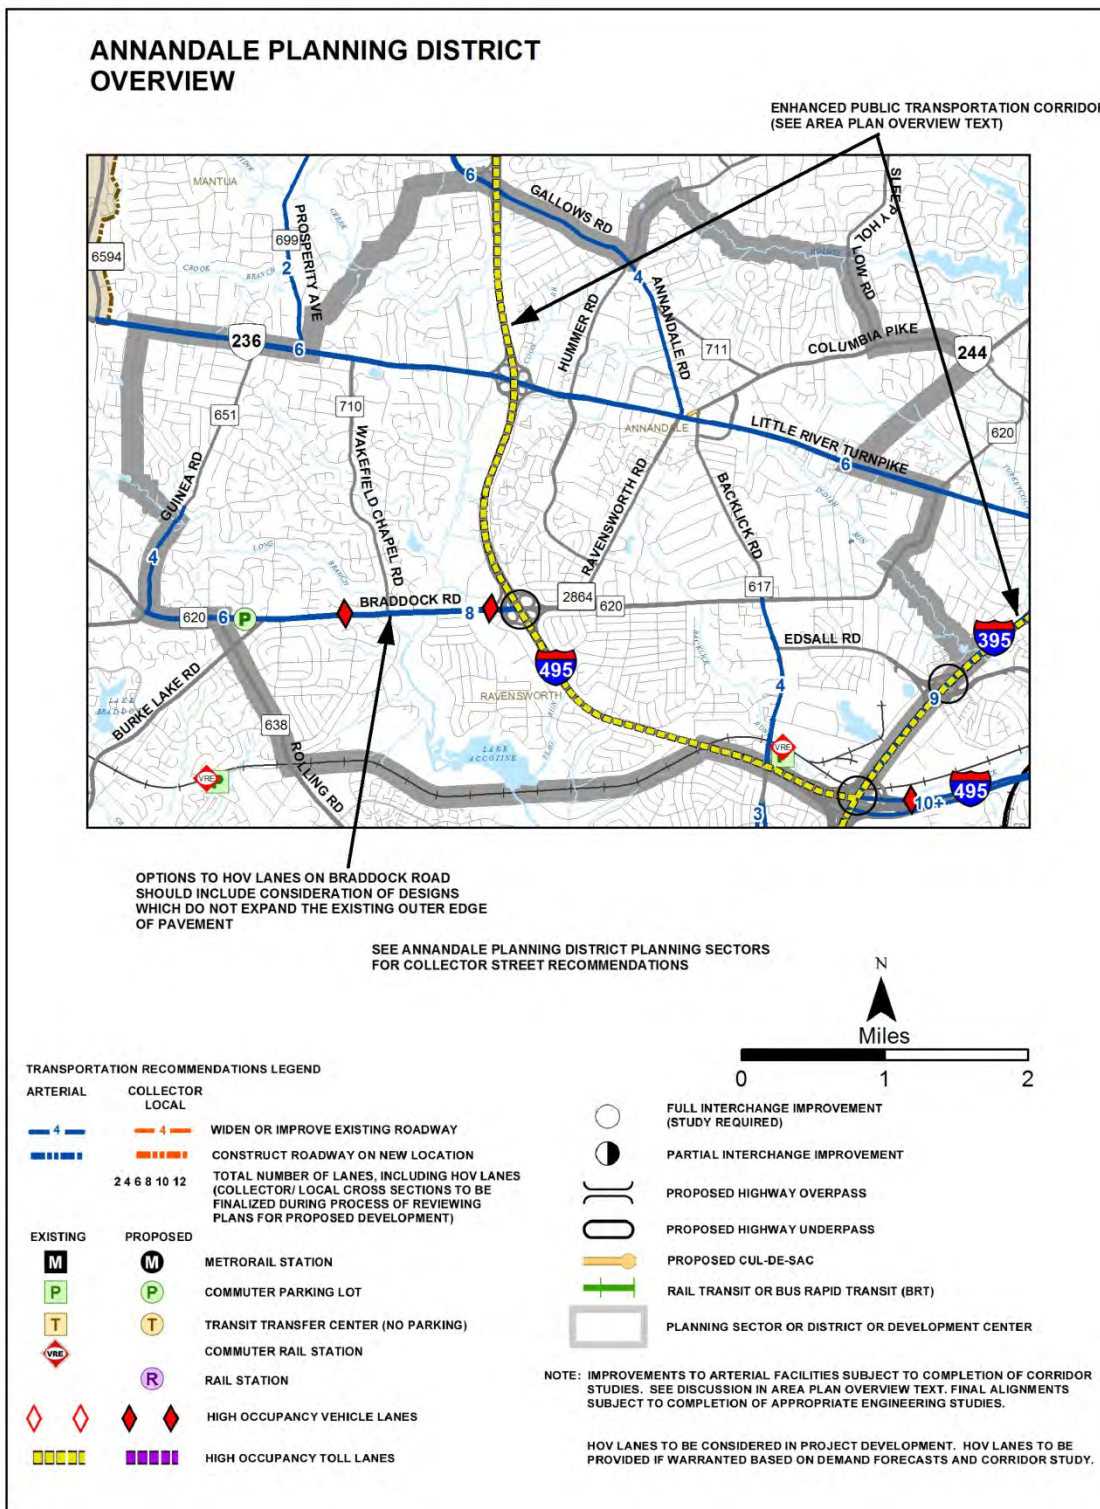 ANNANDALE PLANNING DISTRICT
OVERVIEW
ENHANCED PUBLIC TRANSPORTATION CORRIDOR
(SEE AREA PLAN OVERVIEW TEXT)
MANTUA
6594
PROSPERITY AVE
699
2
CROOK
BRANCH
CREEK
6
GALLOWS RD
4
SLEEPY HOLLOW RD
HUMMER RD
ANNANDALE RD
711
COLUMBIA PIKE
244
236
6
651
710
WAKEFIELD CHAPEL RD
ANNANDALE
LITTLE RIVER TURNPIKE
6
620
GUINEA RD
4
LONG
BRANCH
RAVENSWORTH RD
BACKLICK RD
INDIAN
RUN
620
6
P
BRADDOCK RD
8
2864
620
617
EDSALL RD
395
9
495
RAVENSWORTH
4
BURKE LAKE RD
LAKE
BRADDOCK
638
ROLLING RD
LAKE
ACCOTINK
FLAG
RUN
RUN
VRE
P
VRE
P
3
10+
495
OPTIONS TO HOV LANES ON BRADDOCK ROAD
SHOULD INCLUDE CONSIDERATION OF DESIGNS
WHICH DO NOT EXPAND THE EXISTING OUTER EDGE
OF PAVEMENT
SEE ANNANDALE PLANNING DISTRICT PLANNING SECTORS
FOR COLLECTOR STREET RECOMMENDATIONS
N
Miles
0 1 2
TRANSPORTATION RECOMMENDATIONS LEGEND
ARTERIAL
COLLECTOR
LOCAL
4 4 WIDEN OR IMPROVE EXISTING ROADWAY
CONSTRUCT ROADWAY ON NEW LOCATION
2 4 6 8 10 12 TOTAL NUMBER OF LANES, INCLUDING HOV LANES
(COLLECTOR/ LOCAL CROSS SECTIONS TO BE
FINALIZED DURING PROCESS OF REVIEWING
PLANS FOR PROPOSED DEVELOPMENT)
EXISTING PROPOSED
M M METRORAIL STATION
P P COMMUTER PARKING LOT
T T TRANSIT TRANSFER CENTER (NO PARKING)
VRE COMMUTER RAIL STATION
R RAIL STATION
HIGH OCCUPANCY VEHICLE LANES
HIGH OCCUPANCY TOLL LANES
FULL INTERCHANGE IMPROVEMENT
(STUDY REQUIRED)
PARTIAL INTERCHANGE IMPROVEMENT
PROPOSED HIGHWAY OVERPASS
PROPOSED HIGHWAY UNDERPASS
PROPOSED CUL-DE-SAC
RAIL TRANSIT OR BUS RAPID TRANSIT (BRT)
PLANNING SECTOR OR DISTRICT OR DEVELOPMENT CENTER
NOTE: IMPROVEMENTS TO ARTERIAL FACILITIES SUBJECT TO COMPLETION OF CORRIDOR
STUDIES. SEE DISCUSSION IN AREA PLAN OVERVIEW TEXT. FINAL ALIGNMENTS
SUBJECT TO COMPLETION OF APPROPRIATE ENGINEERING STUDIES.
HOV LANES TO BE CONSIDERED IN PROJECT DEVELOPMENT. HOV LANES TO BE
PROVIDED IF WARRANTED BASED ON DEMAND FORECASTS AND CORRIDOR STUDY.